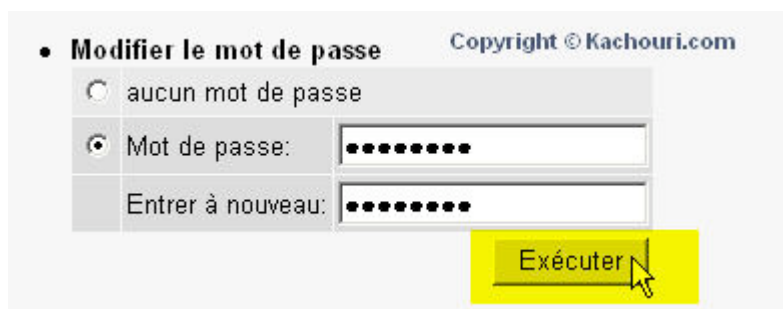 Modifier le mot de passe
Copyright © Kachouri.com
aucun mot de passe
Mot de passe: ••••••••
Entrer à nouveau: ••••••••
Exécuter